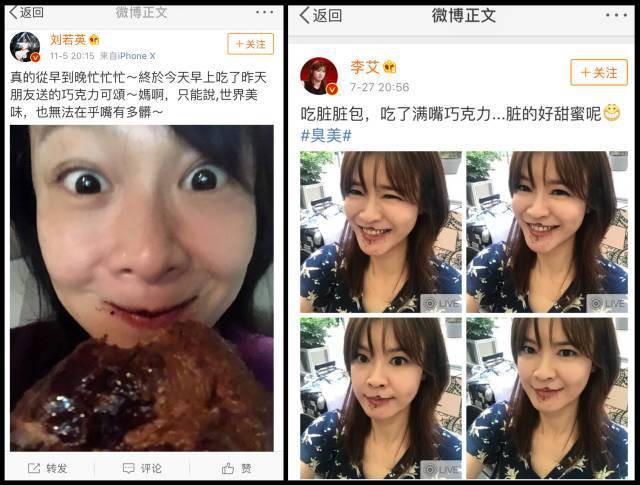 返回
微博正文
刘若英
11-5 20:15 来自iPhone X
+关注
真的從早到晚忙忙忙～終於今天早上吃了昨天
朋友送的巧克力可頌～媽啊，只能說,世界美
味，也無法在乎嘴有多髒～
转发
评论
赞
返回
微博正文
李艾
7-27 20:56
+关注
吃脏脏包，吃了满嘴巧克力...脏的好甜蜜呢
#臭美#
LIVE
LIVE
LIVE
LIVE